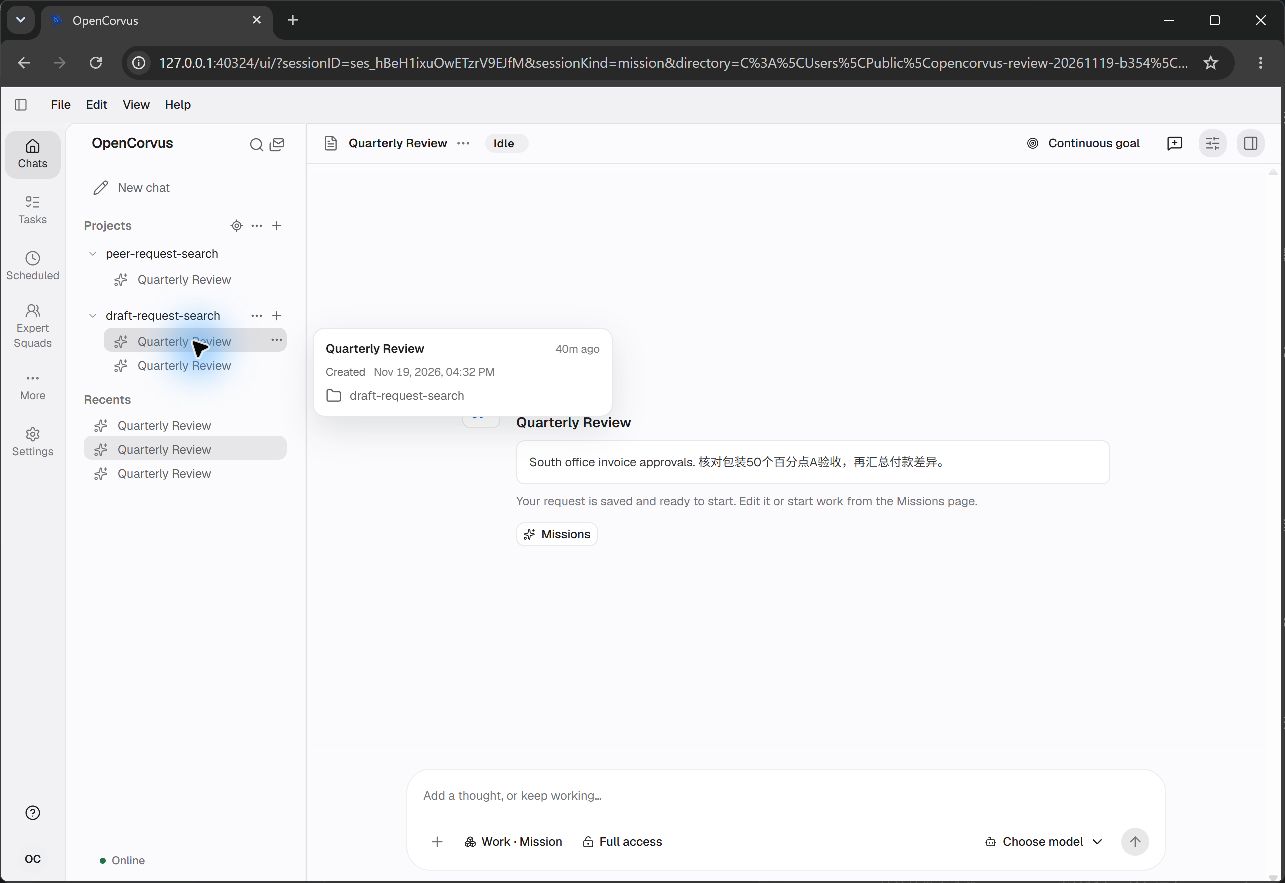 OpenCorvus
127.0.0.1:40324/ui/?sessionID=ses_hBeH1ixuOwETzrV9EJfM&sessionKind=mission&directory=C%3A%5CUsers%5CPublic%5Copencorvus-review-20261119-b354%5C...
File Edit View Help
Chats
Tasks
Scheduled
Expert
Squads
More
Settings
OC
OpenCorvus
New chat
Projects
peer-request-search
Quarterly Review
draft-request-search
Quarterly Review
Quarterly Review
Recents
Quarterly Review
Quarterly Review
Quarterly Review
Online
Quarterly Review Idle
Continuous goal
Quarterly Review 40m ago
Created Nov 19, 2026, 04:32 PM
draft-request-search
Quarterly Review
South office invoice approvals. 核对包装50个百分点A验收，再汇总付款差异。
Your request is saved and ready to start. Edit it or start work from the Missions page.
Missions
Add a thought, or keep working...
Work · Mission Full access Choose model